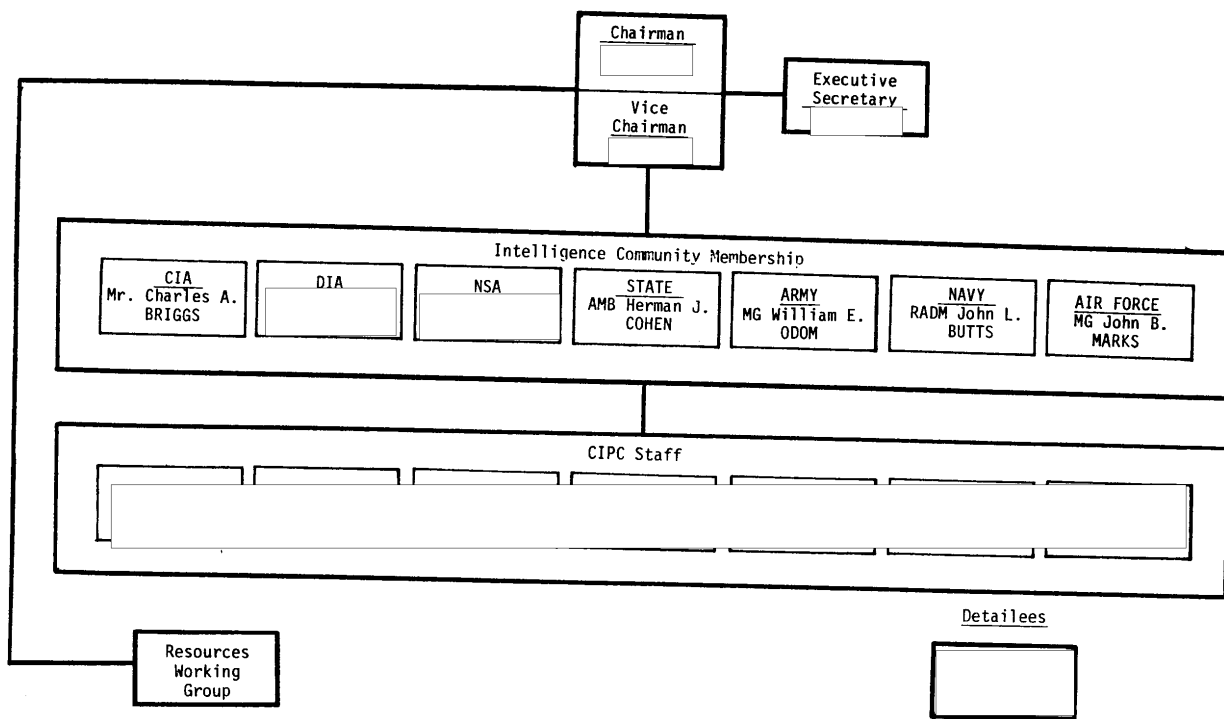 Chairman
Executive
Secretary
Vice
Chairman
Intelligence Community Membership
CIA
Mr. Charles A.
BRIGGS
DIA
NSA
STATE
AMB Herman J.
COHEN
ARMY
MG William E.
ODOM
NAVY
RADM John L.
BUTTS
AIR FORCE
MG John B.
MARKS
CIPC Staff
Detailees
Resources
Working
Group